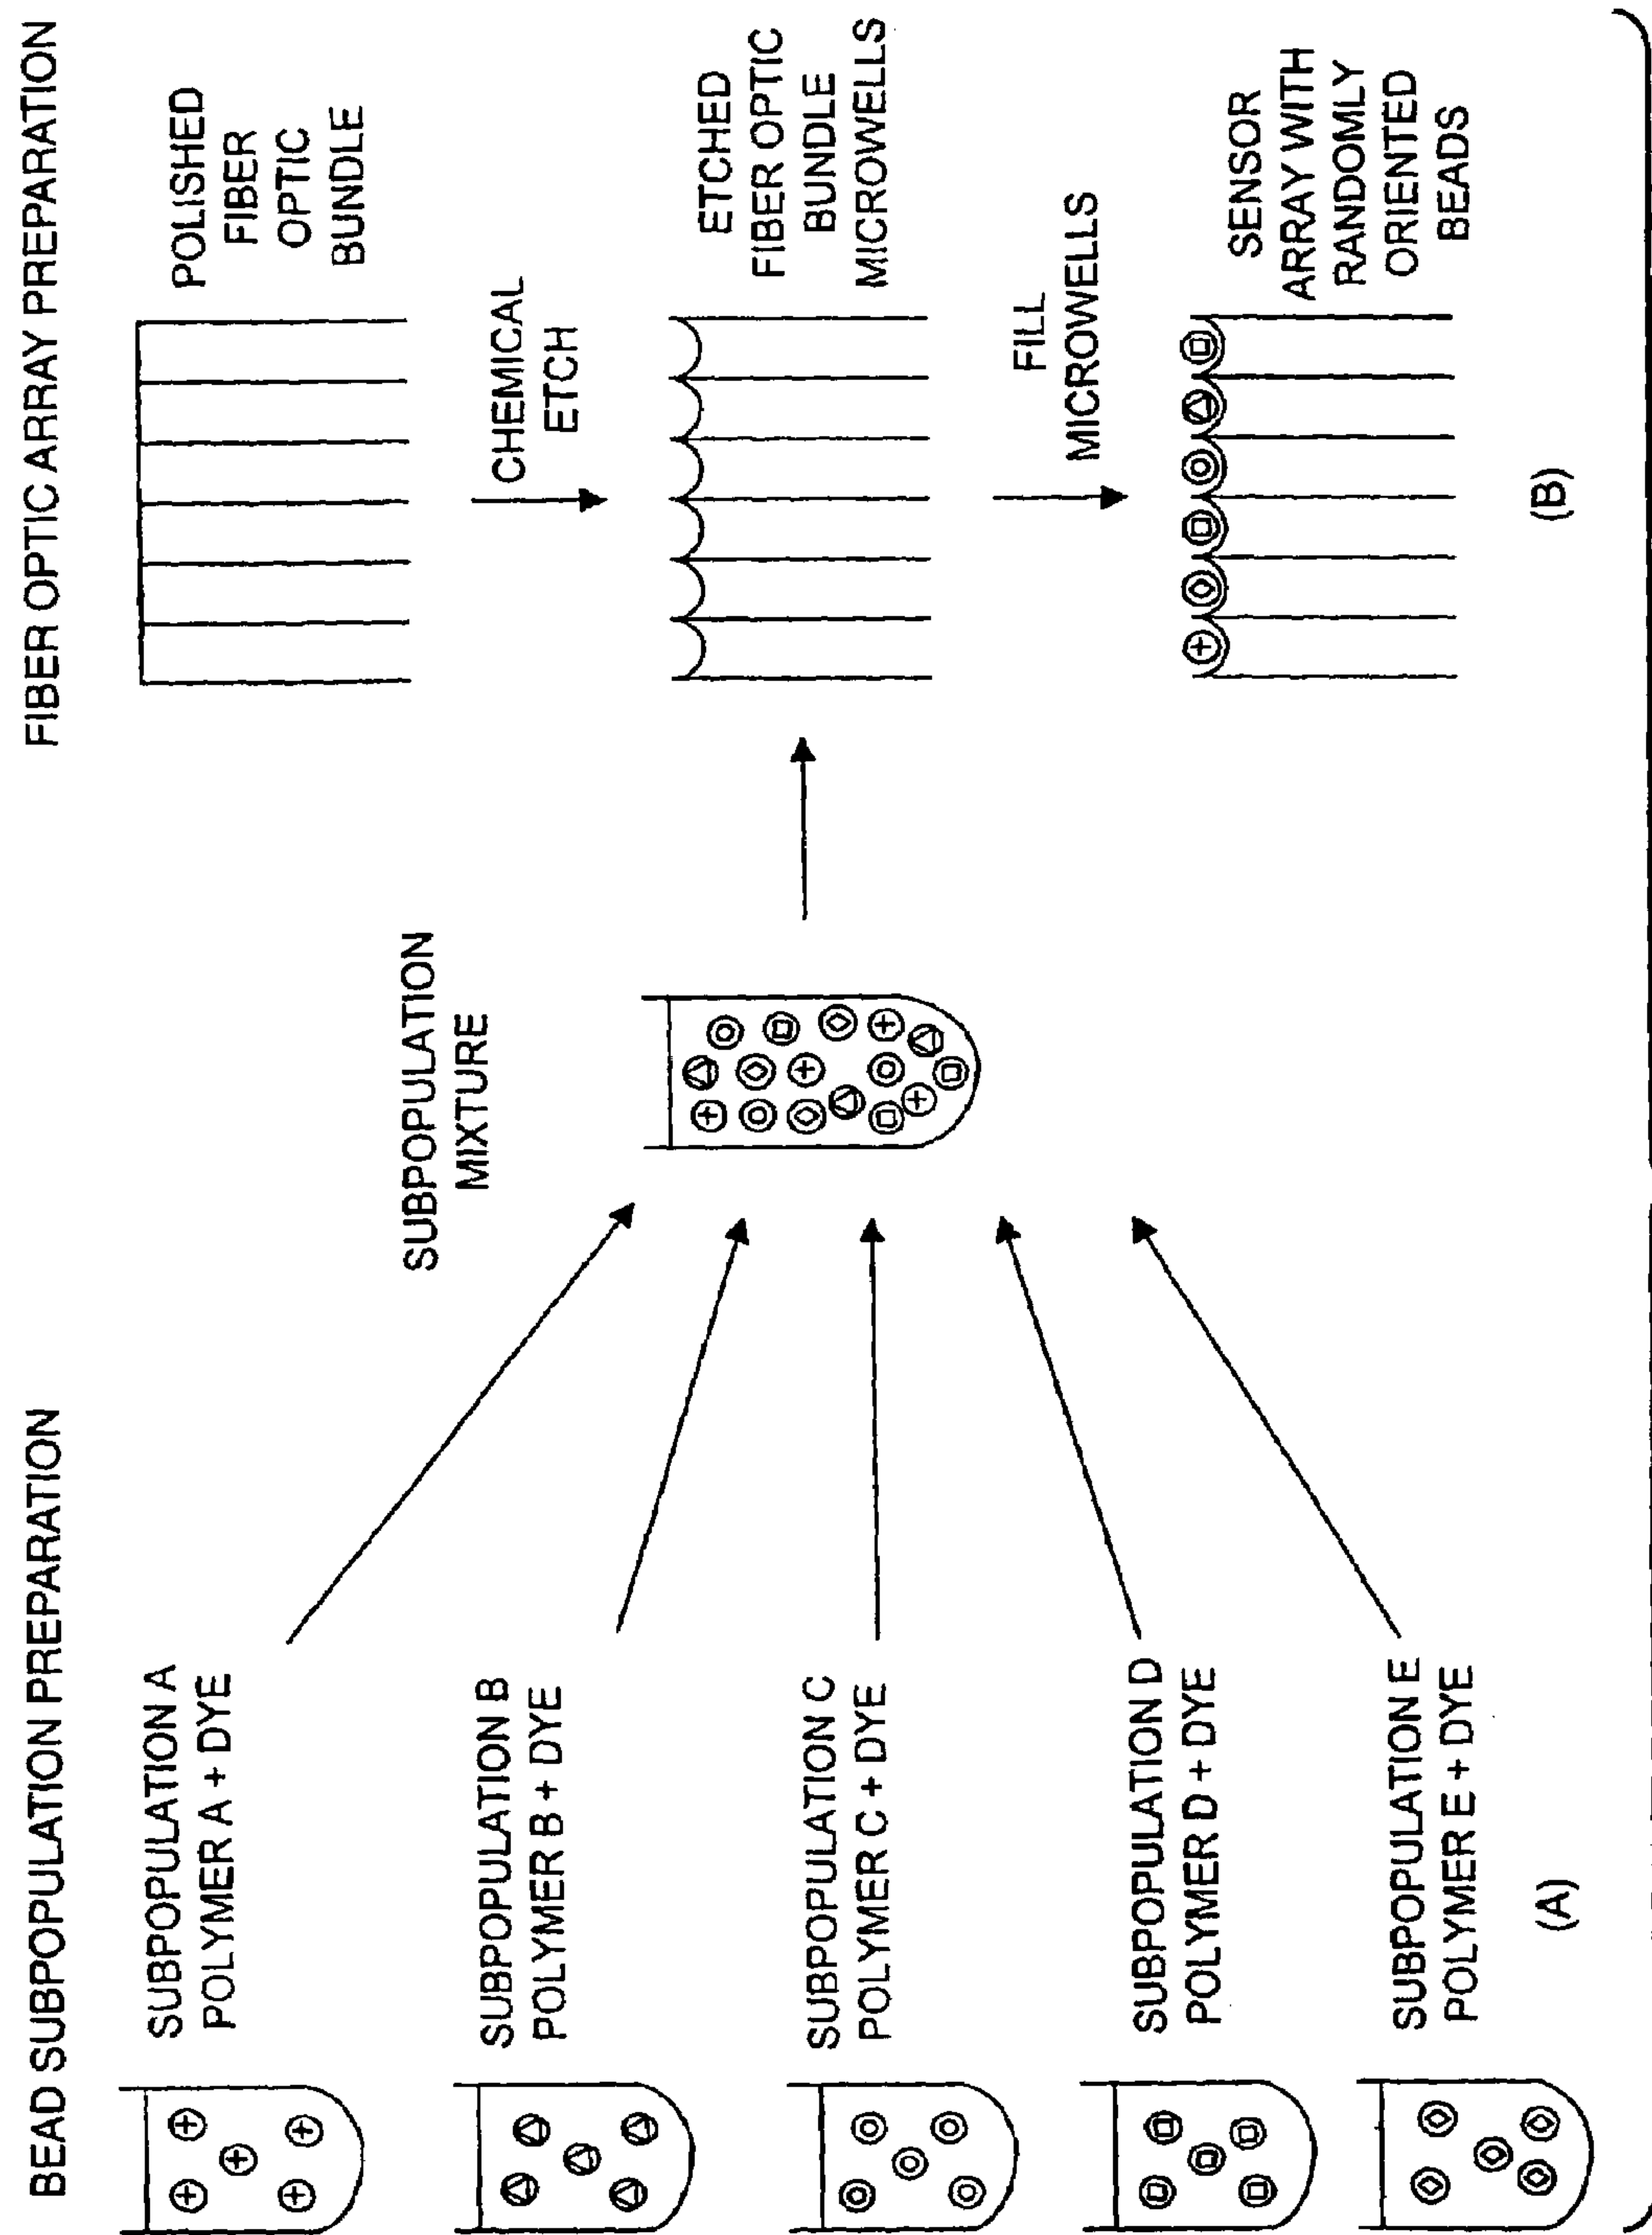 BEAD SUBPOPULATION PREPARATION
SUBPOPULATION A
POLYMER A + DYE
SUBPOPULATION B
POLYMER B + DYE
SUBPOPULATION C
POLYMER C + DYE
SUBPOPULATION D
POLYMER D + DYE
SUBPOPULATION E
POLYMER E + DYE
(A)
SUBPOPULATION
MIXTURE
FIBER OPTIC ARRAY PREPARATION
POLISHED
FIBER
OPTIC
BUNDLE
CHEMICAL
ETCH
ETCHED
FIBER OPTIC
BUNDLE
MICROWELLS
FILL
MICROWELLS
SENSOR
ARRAY WITH
RANDOMLY
ORIENTED
BEADS
(B)